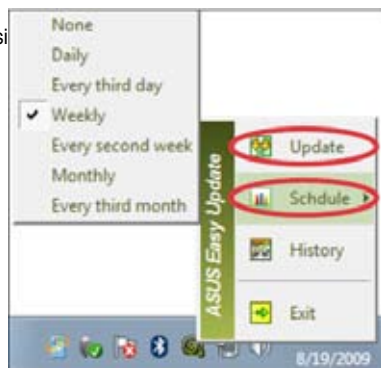 si
None
Daily
Every third day
Weekly
Every second week
Monthly
Every third month
ASUS Easy Update
Update
Schdule
History
Exit
8/19/2009